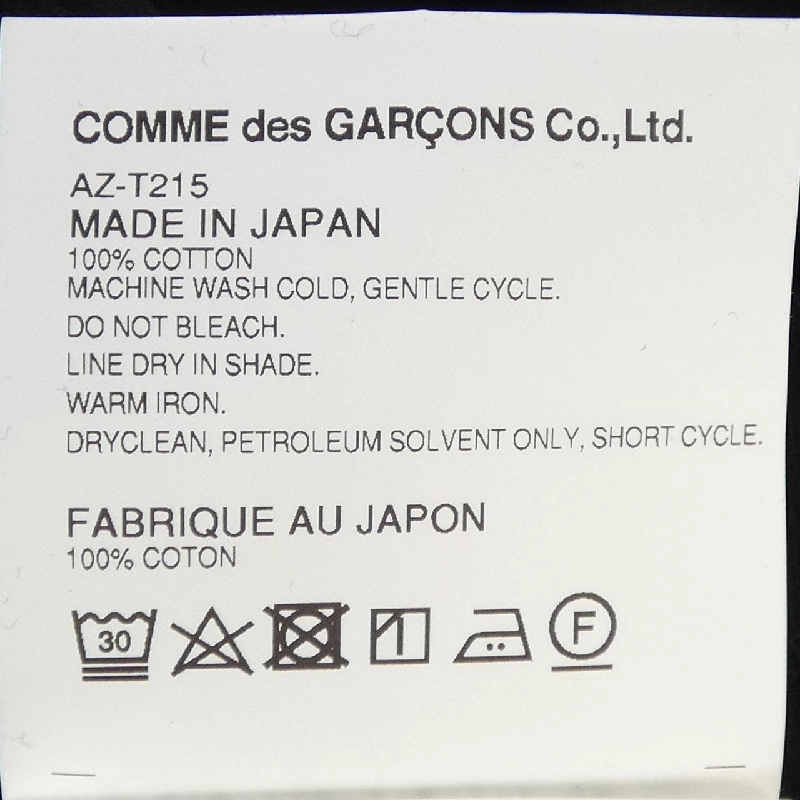 COMME des GARÇONS Co.,Ltd.
AZ-T215
MADE IN JAPAN
100% COTTON
MACHINE WASH COLD, GENTLE CYCLE.
DO NOT BLEACH.
LINE DRY IN SHADE.
WARM IRON.
DRYCLEAN, PETROLEUM SOLVENT ONLY, SHORT CYCLE.
FABRIQUE AU JAPON
100% COTON
30 F